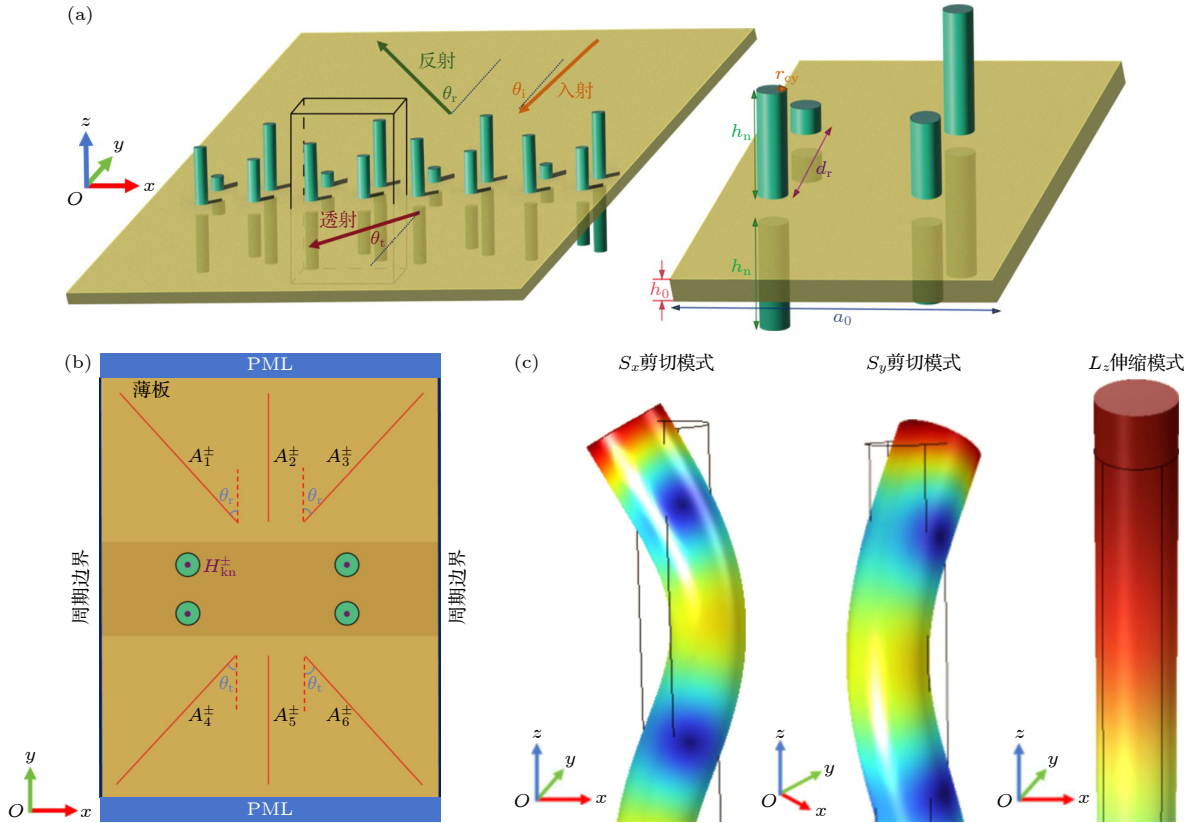 (a)
反射
θr
θi
入射
z
y
O
x
透射
θt
rcy
hn
dr
hn
h0
a0
(b)
PML
薄板
A1±
A2±
A3±
θr
θr
周期边界
Hkn±
周期边界
θt
θt
A4±
A5±
A6±
y
O
x
PML
(c)
Sx剪切模式
Sy剪切模式
Lz伸缩模式
z
y
O
x
z
y
O
x
z
y
O
x